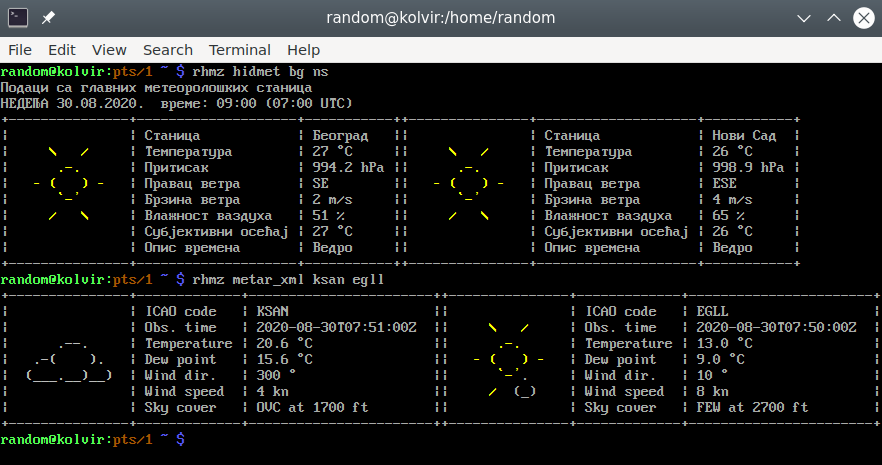 random@kolvir:/home/random
File Edit View Search Terminal Help
random@kolvir:pts/1 ~ $ rhmz hidmet bg ns
Подаци са главних метеоролошких станица
НЕДЕЉА 30.08.2020. време: 09:00 (07:00 UTC)
Станица | Београд || Станица | Нови Сад
Температура | 27 °C || Температура | 26 °C
Притисак | 994.2 hPa || Притисак | 998.9 hPa
Правац ветра | SE || Правац ветра | ESE
Брзина ветра | 2 m/s || Брзина ветра | 4 m/s
Влажност ваздуха | 51 % || Влажност ваздуха | 65 %
Субјективни осећај | 27 °C || Субјективни осећај | 26 °C
Опис времена | Ведро || Опис времена | Ведро
random@kolvir:pts/1 ~ $ rhmz metar_xml ksan egll
ICAO code | KSAN || ICAO code | EGLL
Obs. time | 2020-08-30T07:51:00Z || Obs. time | 2020-08-30T07:50:00Z
Temperature | 20.6 °C || Temperature | 13.0 °C
Dew point | 15.6 °C || Dew point | 9.0 °C
Wind dir. | 300 ° || Wind dir. | 10 °
Wind speed | 4 kn || Wind speed | 8 kn
Sky cover | OVC at 1700 ft || Sky cover | FEW at 2700 ft
random@kolvir:pts/1 ~ $